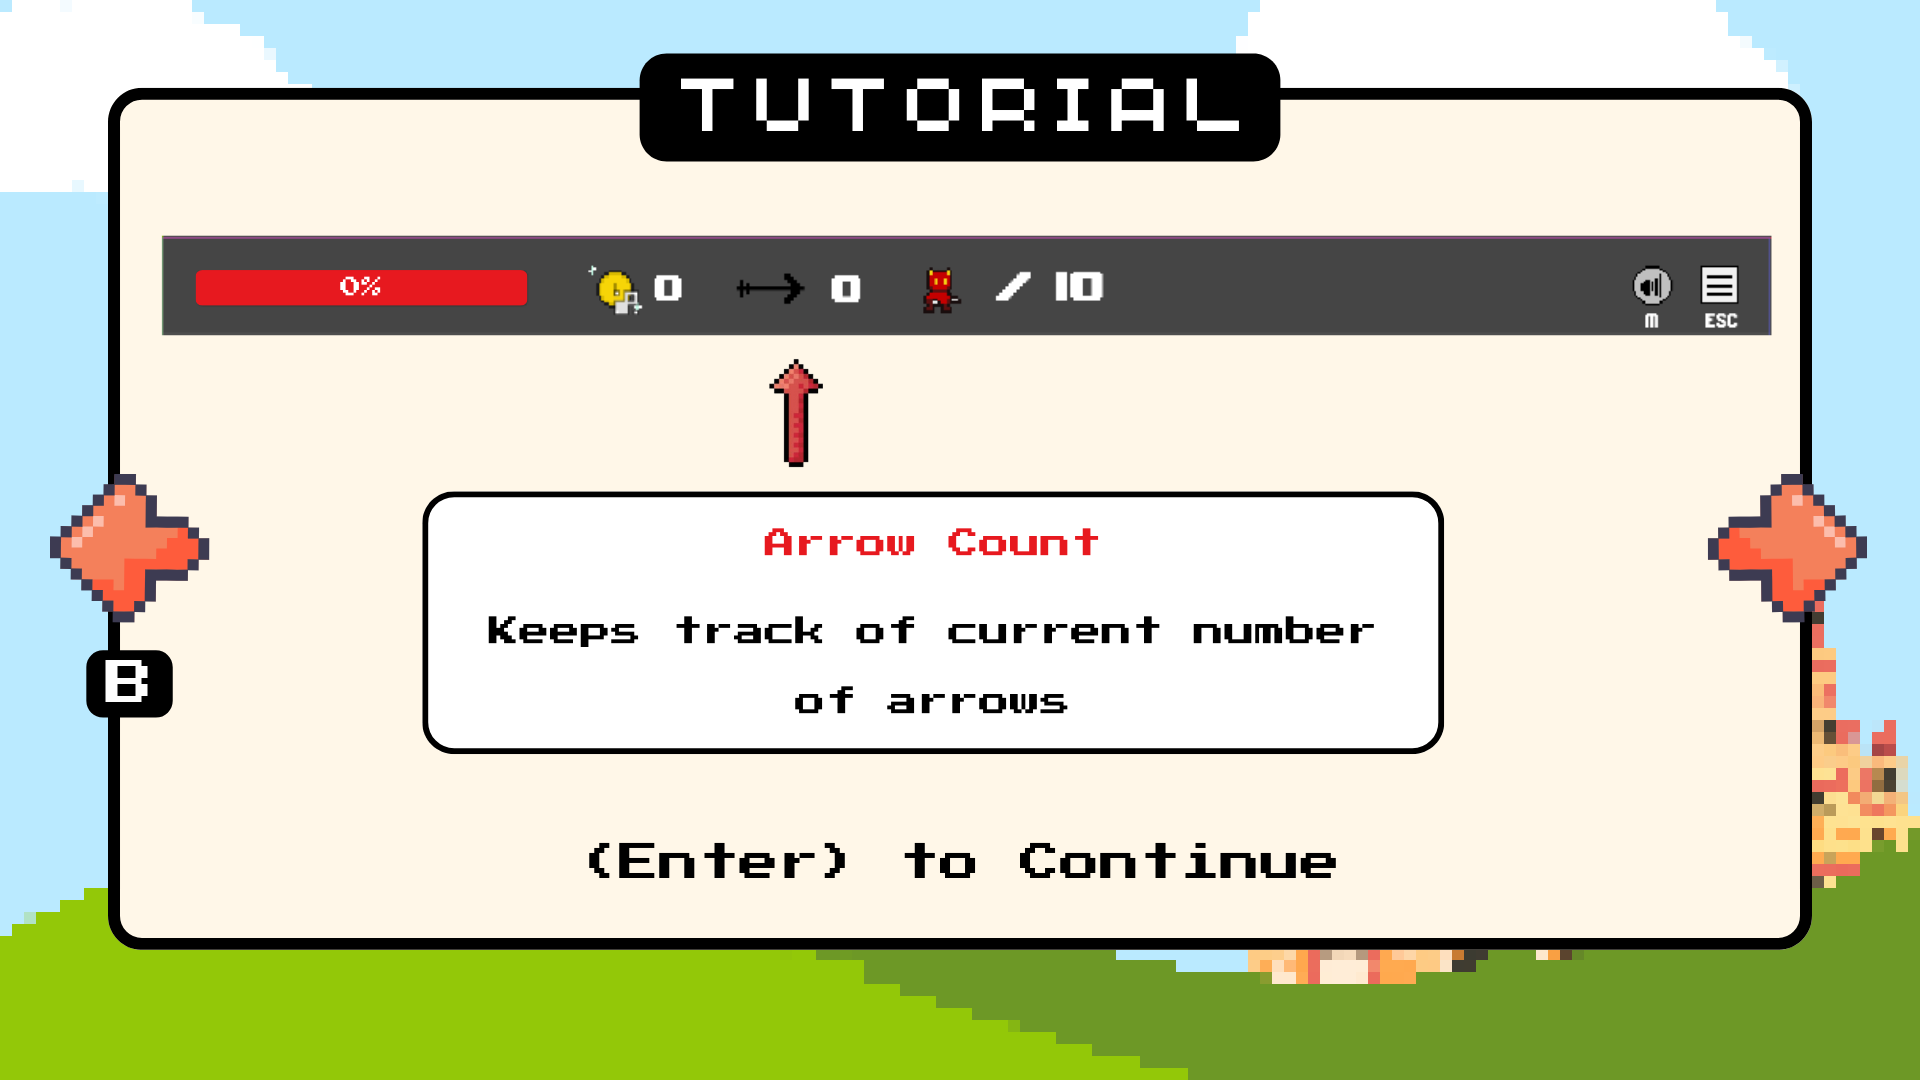 TUTORIAL
0% 0 0 / 10
M ESC
Arrow Count
Keeps track of current number
of arrows
B
(Enter) to Continue